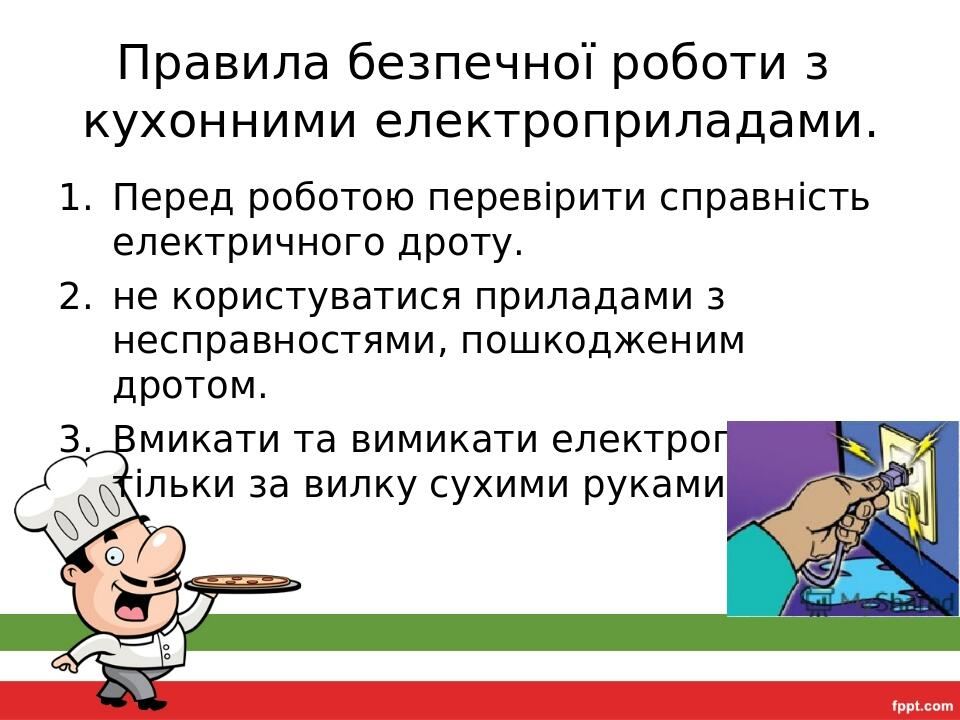 Правила безпечної роботи з
кухонними електроприладами.
1. Перед роботою перевірити справність
електричного дроту.
2. не користуватися приладами з
несправностями, пошкодженим
дротом.
3. Вмикати та вимикати
тільки за вилку сухими руками
MyShared
fppt.com